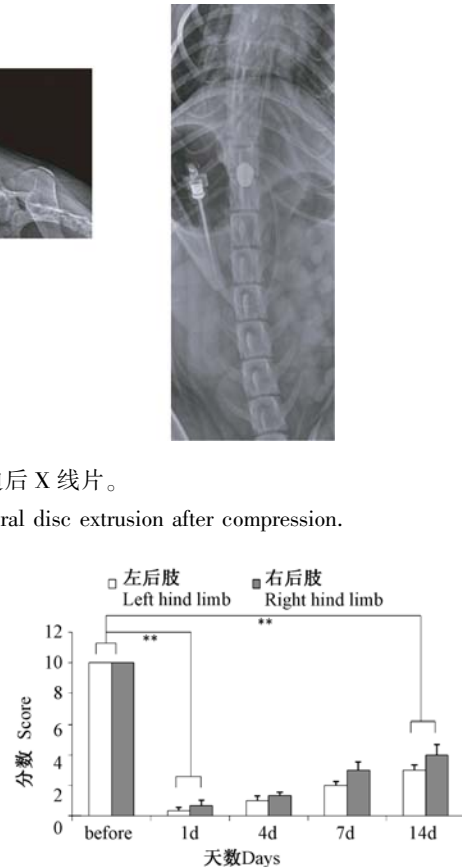 后 X 线片。
ral disc extrusion after compression.
左后肢 右后肢
Left hind limb Right hind limb
**
**
12
10
8
6
4
2
0
分数 Score
before 1d 4d 7d 14d
天数Days